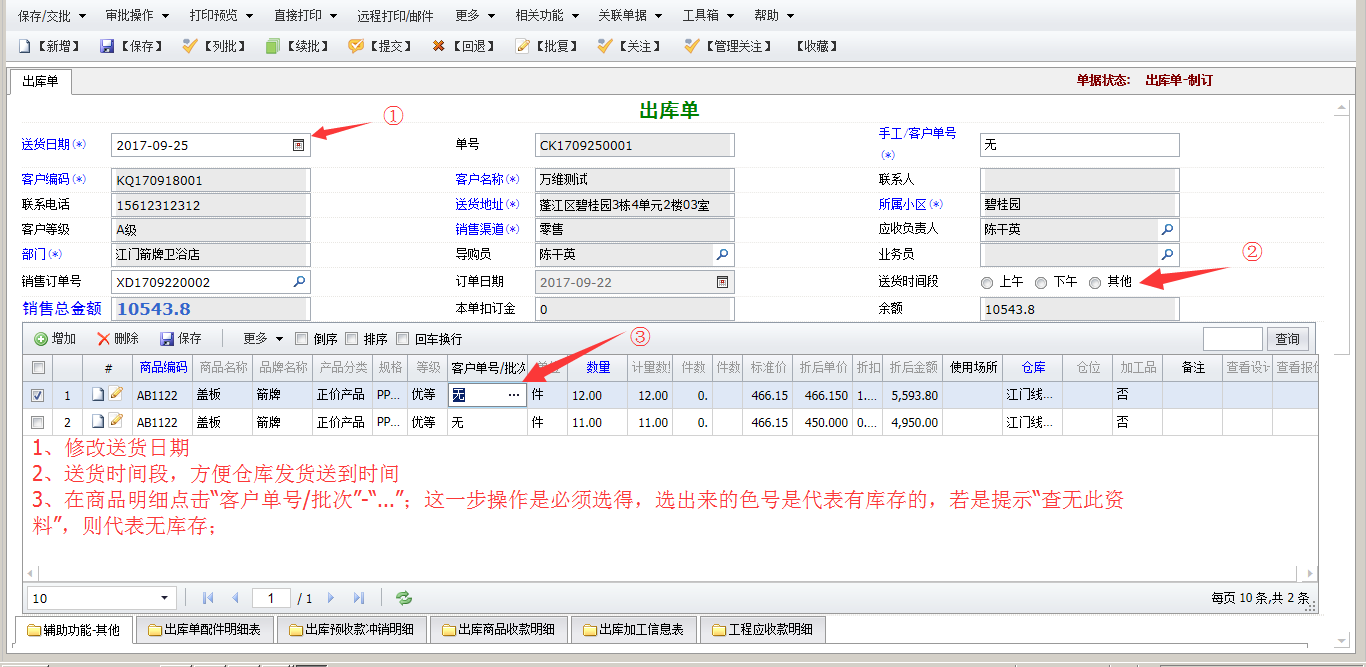 保存/交批 审批操作 打印预览 直接打印 远程打印/邮件 更多 相关功能 关联单据 工具箱 帮助
【新增】 【保存】 【列批】 【续批】 【提交】 【回退】 【批复】 【关注】 【管理关注】 【收藏】
出库单 单据状态: 出库单-制订
出库单
①
送货日期(*) 2017-09-25 单号 CK1709250001 手工/客户单号(*) 无
客户编码(*) KQ170918001 客户名称(*) 万维测试 联系人
联系电话 15612312312 送货地址(*) 蓬江区碧桂园3栋4单元2楼03室 所属小区(*) 碧桂园
客户等级 A级 销售渠道(*) 零售 应收负责人 陈干英
部门(*) 江门箭牌卫浴店 导购员 陈干英 业务员
②
销售订单号 XD1709220002 订单日期 2017-09-22 送货时间段 上午 下午 其他
销售总金额 10543.8 本单扣订金 0 余额 10543.8
增加 删除 保存 更多 倒序 排序 回车换行 ③ 查询
# 商品编码 商品名称 品牌名称 产品分类 规格 等级 客户单号/批次 数量 计量数 件数 件数 标准价 折后单价 折扣 折后金额 使用场所 仓库 仓位 加工品 备注 查看设计 查看报价
1 AB1122 盖板 箭牌 正价产品 PP... 优等 无 ... 件 12.00 12.00 0. 466.15 466.150 1.... 5,593.80 江门线... 否
2 AB1122 盖板 箭牌 正价产品 PP... 优等 无 件 11.00 11.00 0. 466.15 450.000 0.... 4,950.00 江门线... 否
1、修改送货日期
2、送货时间段，方便仓库发货送到时间
3、在商品明细点击“客户单号/批次”-“...”；这一步操作是必须选得，选出来的色号是代表有库存的，若是提示“查无此资
料”，则代表无库存；
10 1 / 1 每页 10 条,共 2 条
辅助功能-其他 出库单配件明细表 出库预收款冲销明细 出库商品收款明细 出库加工信息表 工程应收款明细